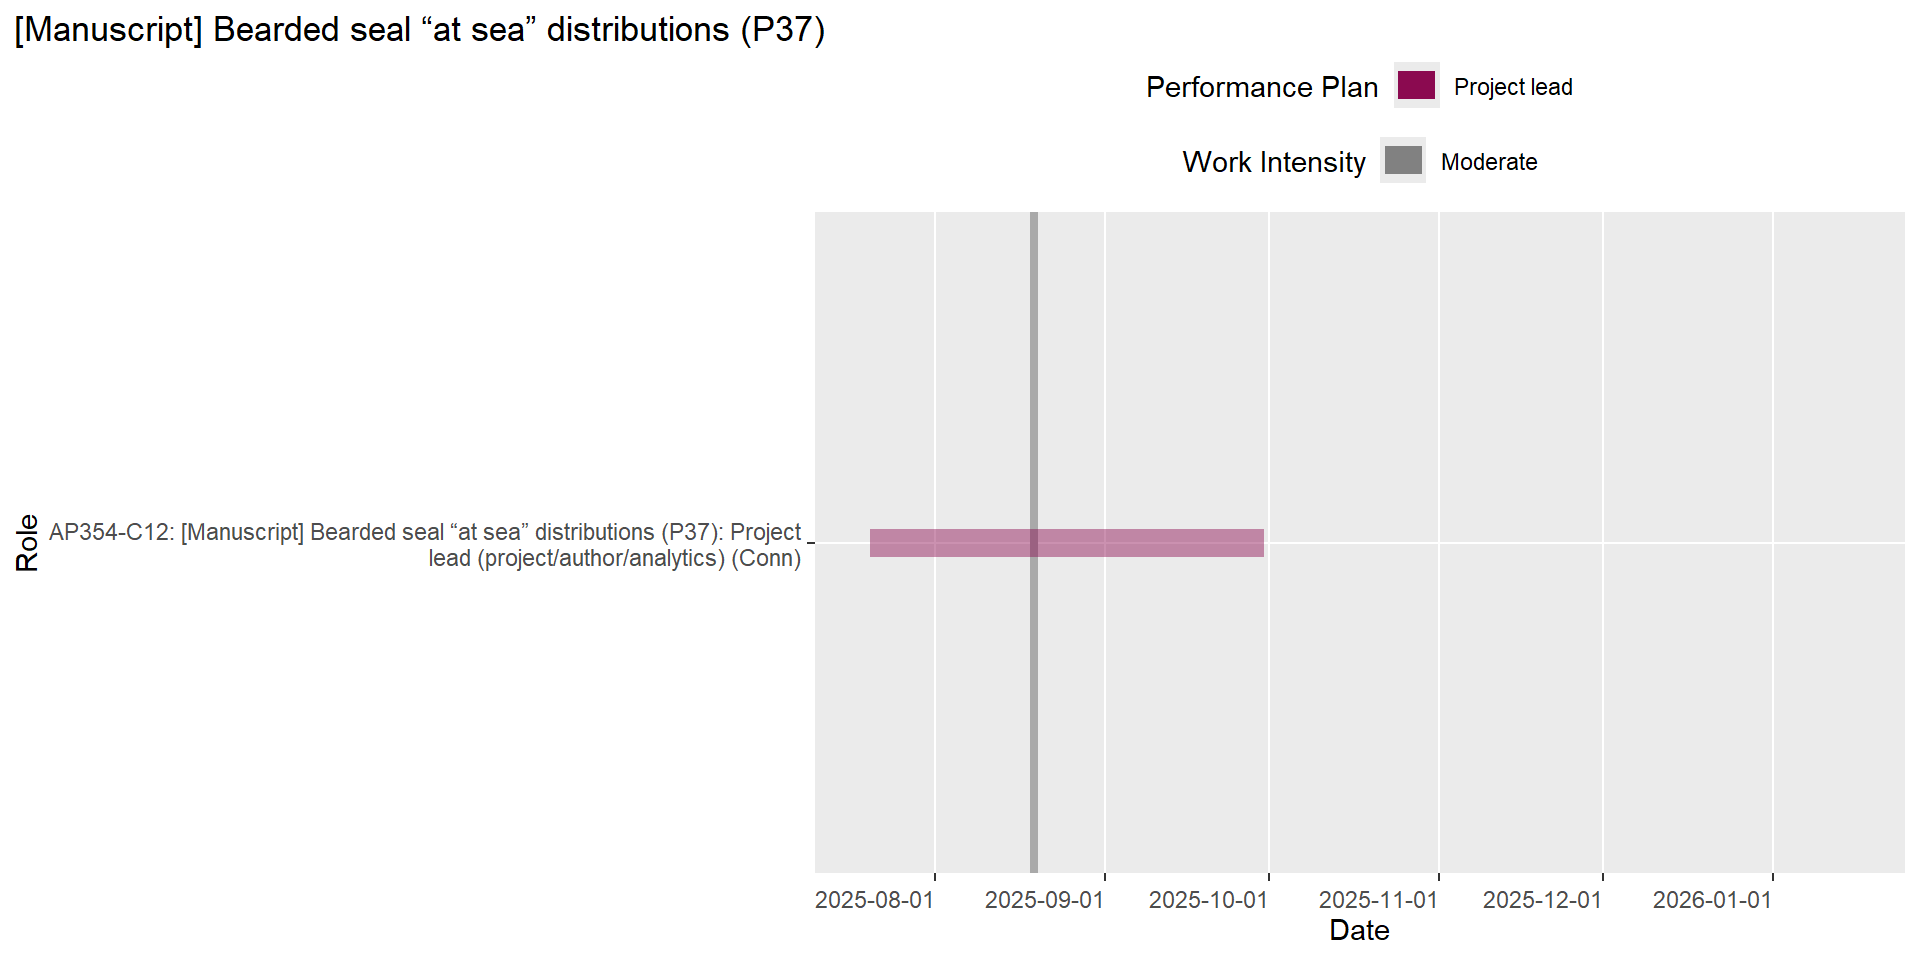 [Manuscript] Bearded seal “at sea” distributions (P37)
Performance Plan Project lead
Work Intensity Moderate
Role
AP354-C12: [Manuscript] Bearded seal “at sea” distributions (P37): Project
lead (project/author/analytics) (Conn)
2025-08-01 2025-09-01 2025-10-01 2025-11-01 2025-12-01 2026-01-01
Date